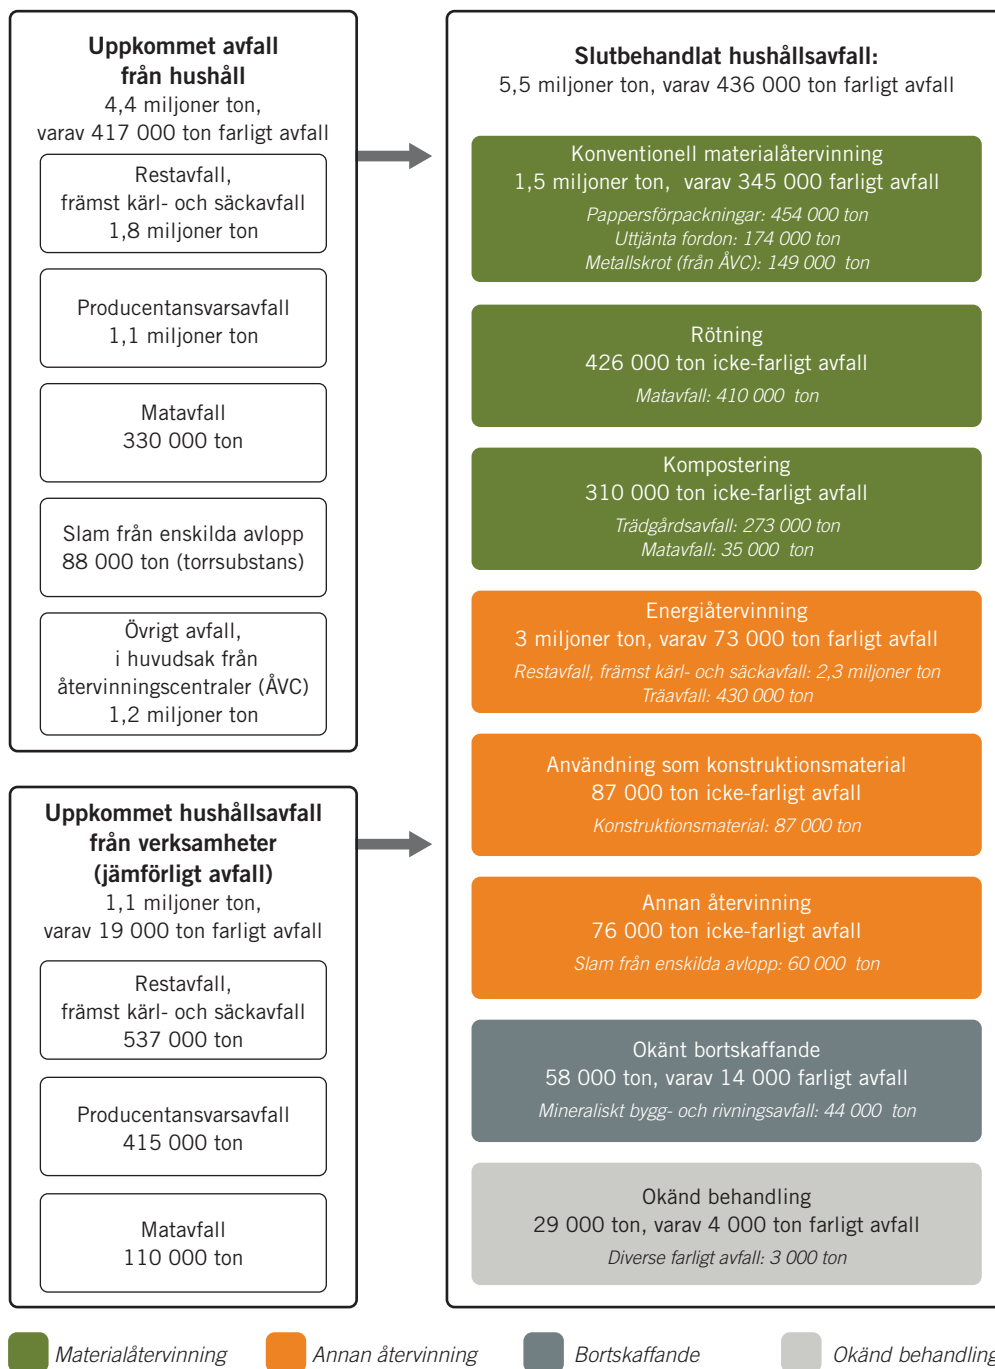 Uppkommet avfall
från hushåll
4,4 miljoner ton,
varav 417 000 ton farligt avfall
Restavfall,
främst kärl- och säckavfall
1,8 miljoner ton
Producentansvarsavfall
1,1 miljoner ton
Matavfall
330 000 ton
Slam från enskilda avlopp
88 000 ton (torrsubstans)
Övrigt avfall,
i huvudsak från
återvinningscentraler (ÅVC)
1,2 miljoner ton
Uppkommet hushållsavfall
från verksamheter
(jämförligt avfall)
1,1 miljoner ton,
varav 19 000 ton farligt avfall
Restavfall,
främst kärl- och säckavfall
537 000 ton
Producentansvarsavfall
415 000 ton
Matavfall
110 000 ton
Slutbehandlat hushållsavfall:
5,5 miljoner ton, varav 436 000 ton farligt avfall
Konventionell materialåtervinning
1,5 miljoner ton, varav 345 000 farligt avfall
Pappersförpackningar: 454 000 ton
Uttjänta fordon: 174 000 ton
Metallskrot (från ÅVC): 149 000 ton
Rötning
426 000 ton icke-farligt avfall
Matavfall: 410 000 ton
Kompostering
310 000 ton icke-farligt avfall
Trädgårdsavfall: 273 000 ton
Matavfall: 35 000 ton
Energiåtervinning
3 miljoner ton, varav 73 000 ton farligt avfall
Restavfall, främst kärl- och säckavfall: 2,3 miljoner ton
Träavfall: 430 000 ton
Användning som konstruktionsmaterial
87 000 ton icke-farligt avfall
Konstruktionsmaterial: 87 000 ton
Annan återvinning
76 000 ton icke-farligt avfall
Slam från enskilda avlopp: 60 000 ton
Okänt bortskaffande
58 000 ton, varav 14 000 farligt avfall
Mineraliskt bygg- och rivningsavfall: 44 000 ton
Okänd behandling
29 000 ton, varav 4 000 ton farligt avfall
Diverse farligt avfall: 3 000 ton
Materialåtervinning
Annan återvinning
Bortskaffande
Okänd behandling